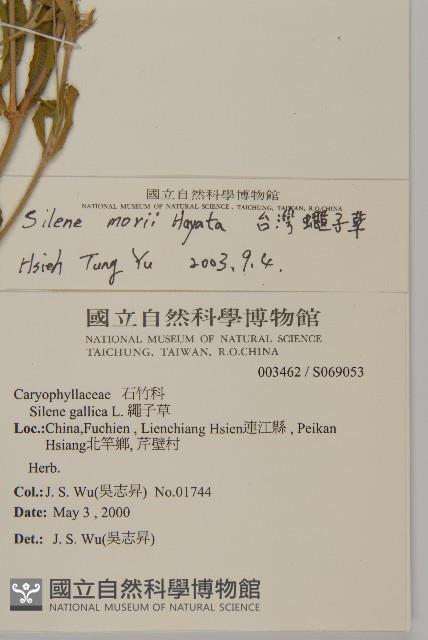 國立自然科學博物館
NATIONAL MUSEUM OF NATURAL SCIENCE, TAICHUNG, TAIWAN, R.O.CHINA
Silene morii Hayata 台灣蠅子草
Hsieh Tung Yu 2003.9.4.
國立自然科學博物館
NATIONAL MUSEUM OF NATURAL SCIENCE
TAICHUNG, TAIWAN, R.O.CHINA
003462 / S069053
Caryophyllaceae 石竹科
Silene gallica L. 繩子草
Loc.:China,Fuchien , Lienchiang Hsien連江縣 , Peikan
Hsiang北竿鄉, 芹壁村
Herb.
Col.:J. S. Wu(吳志昇) No.01744
Date: May 3 , 2000
Det.: J. S. Wu(吳志昇)
國立自然科學博物館
NATIONAL MUSEUM OF NATURAL SCIENCE